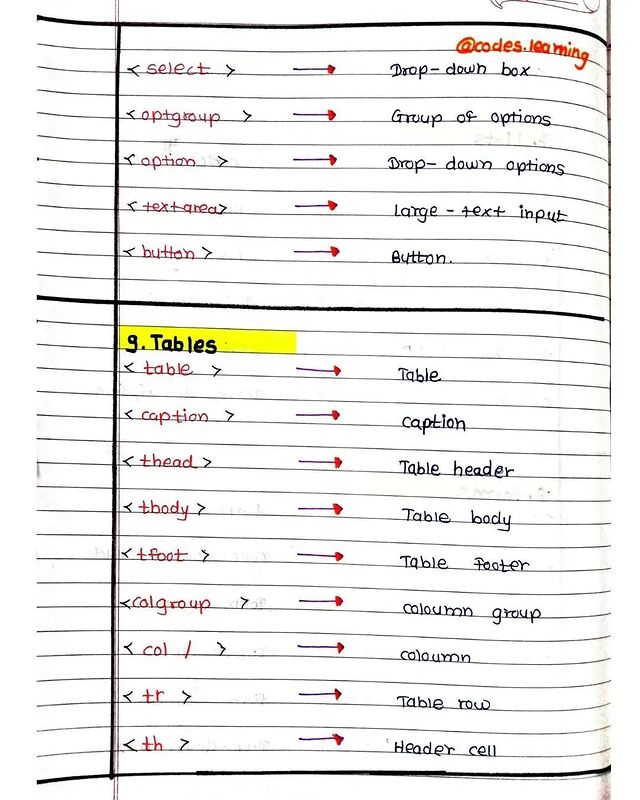 @codes.learning
< select > → Drop-down box
< optgroup > → Group of options
< option > → Drop-down options
< textarea> → Large-text input
< button > → Button.
9. Tables
< table > → Table
< caption > → caption
< thead > → Table header
< tbody > → Table body
< tfoot > → Table footer
<colgroup > → coloumn group
< col / > → coloumn
< tr > → Table row
< th > → Header cell